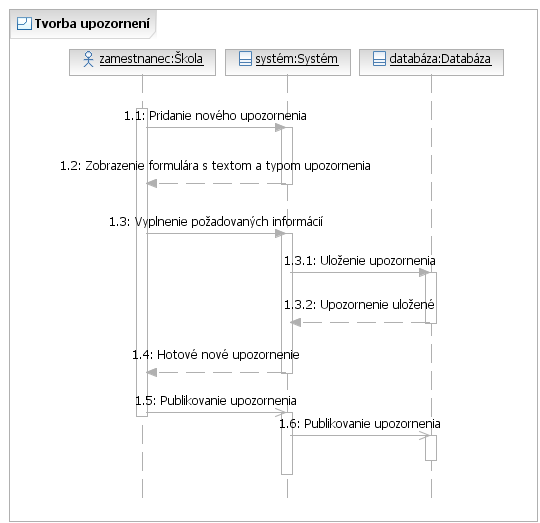 Tvorba upozornení
zamestnanec:Škola
systém:Systém
databáza:Databáza
1.1: Pridanie nového upozornenia
1.2: Zobrazenie formulára s textom a typom upozornenia
1.3: Vyplnenie požadovaných informácií
1.3.1: Uloženie upozornenia
1.3.2: Upozornenie uložené
1.4: Hotové nové upozornenie
1.5: Publikovanie upozornenia
1.6: Publikovanie upozornenia